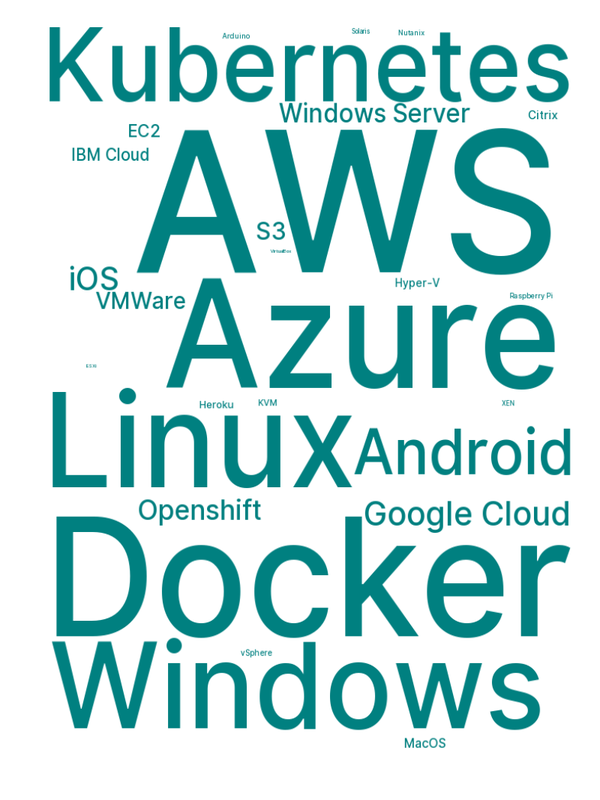 Kubernetes
Arduino
Solaris
Nutanix
Windows Server
Citrix
EC2
IBM Cloud
AWS
S3
iOS
VMWare
Hyper-V
Raspberry Pi
Azure
Linux
Heroku
KVM
XEN
Android
Openshift
Google Cloud
Docker
Windows
vSphere
MacOS